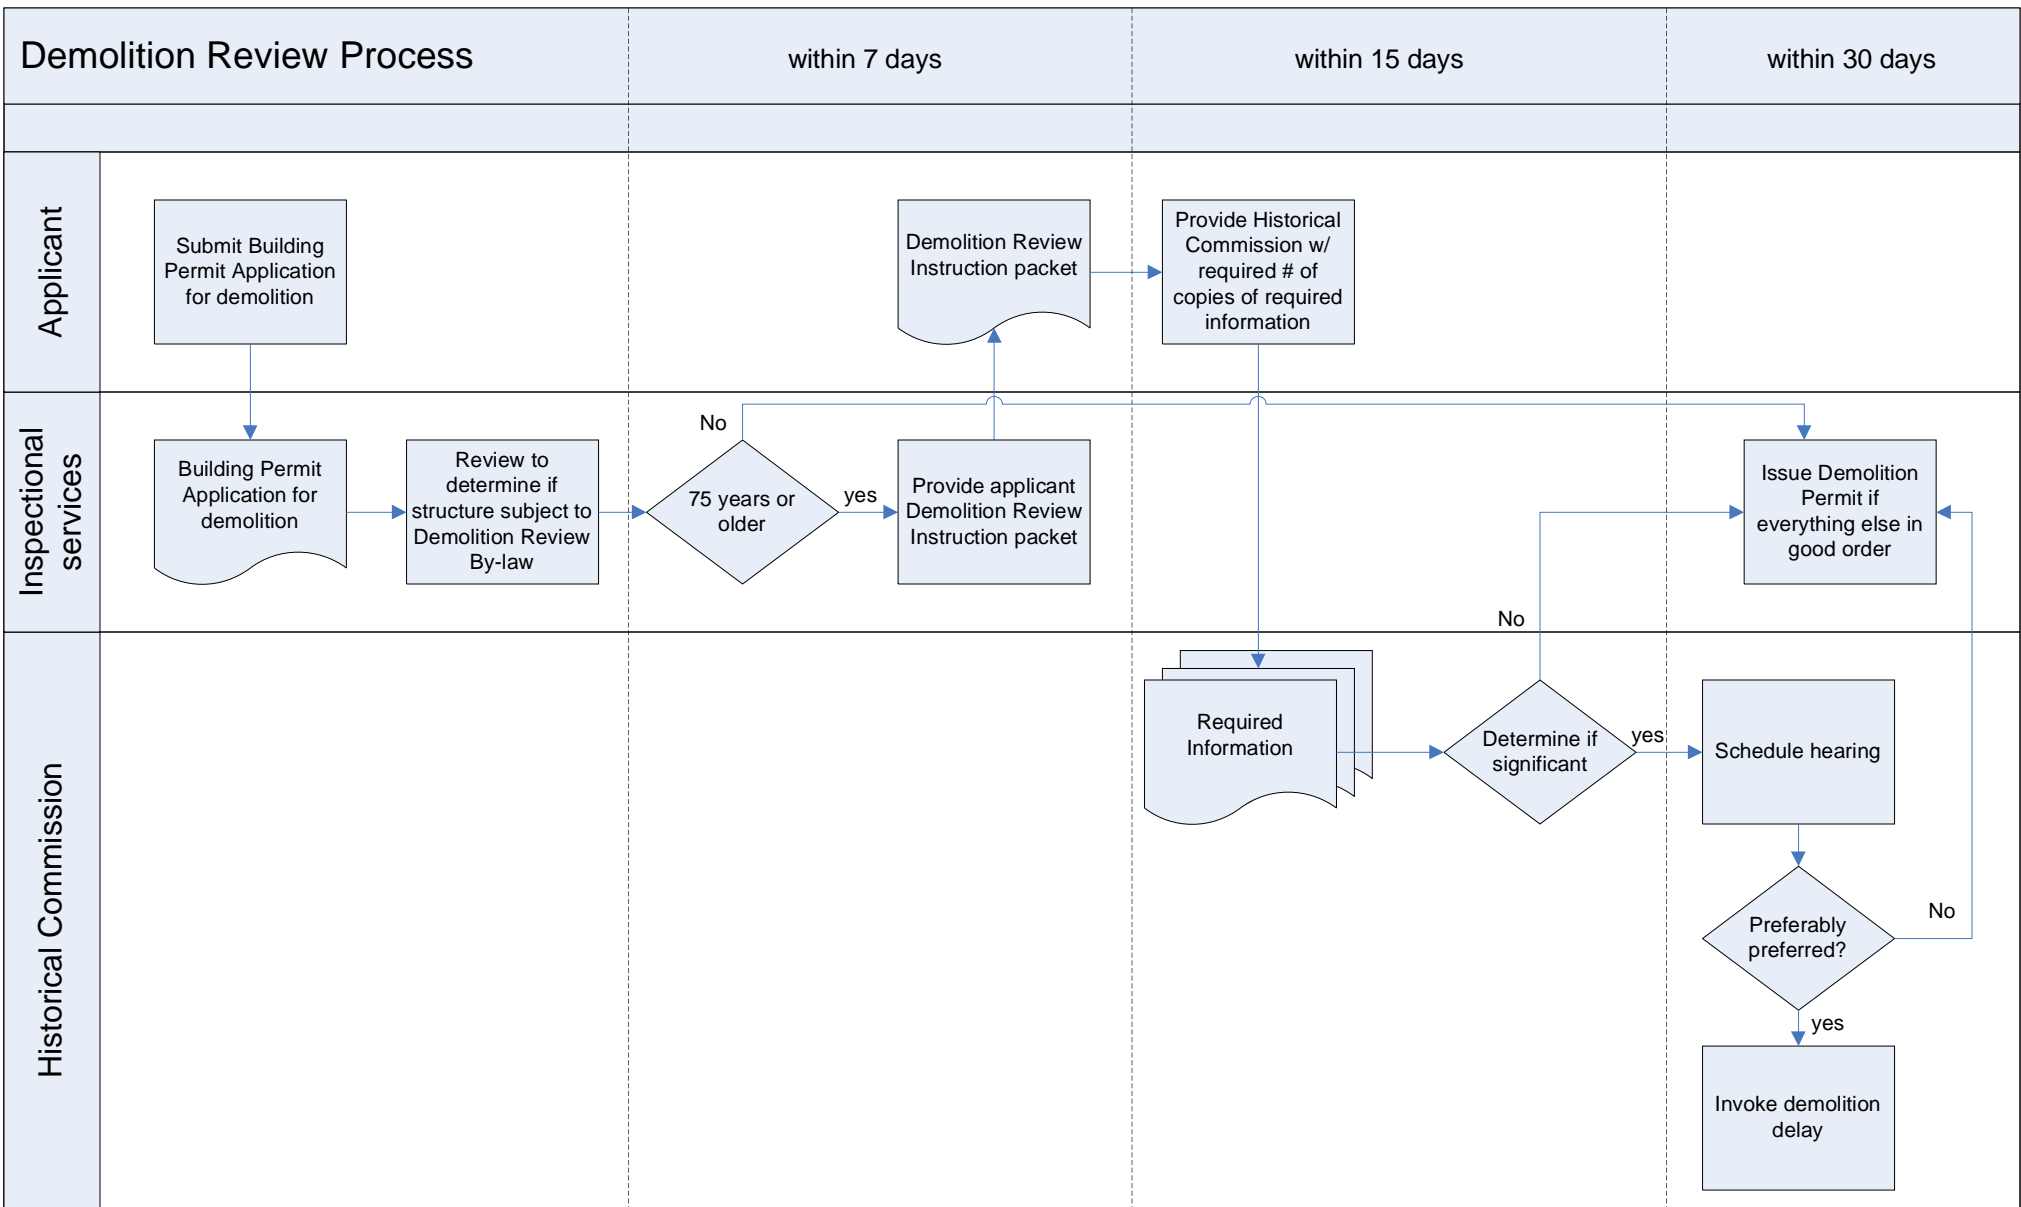 Demolition Review Process
within 7 days
within 15 days
within 30 days
Applicant
Submit Building
Permit Application
for demolition
Demolition Review
Instruction packet
Provide Historical
Commission w/
required # of
copies of required
information
Inspectional
services
Building Permit
Application for
demolition
Review to
determine if
structure subject to
Demolition Review
By-law
No
75 years or
older
yes
Provide applicant
Demolition Review
Instruction packet
Issue Demolition
Permit if
everything else in
good order
No
Historical Commission
Required
Information
Determine if
significant
yes
Schedule hearing
Preferably
preferred?
No
yes
Invoke demolition
delay